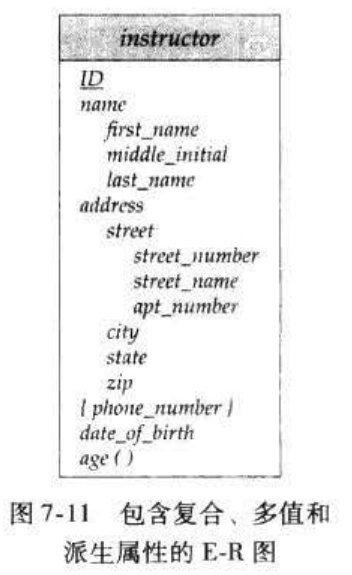 instructor
ID
name
first_name
middle_initial
last_name
address
street
street_number
street_name
apt_number
city
state
zip
{ phone_number }
date_of_birth
age ( )
图 7-11 包含复合、多值和
派生属性的 E-R 图